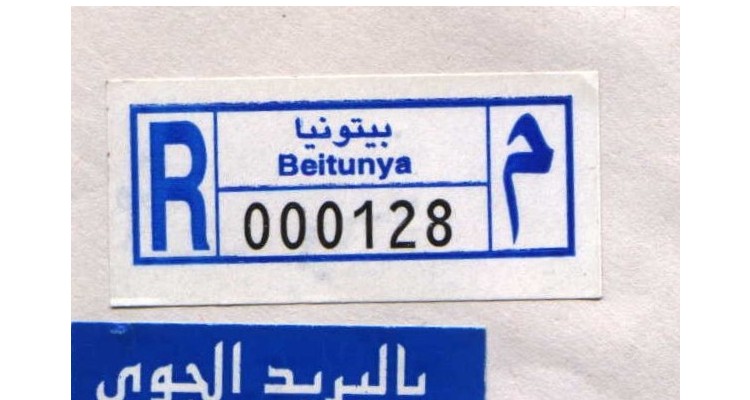 R
بيتونيا
Beitunya
000128
م
بالبريد الجوي